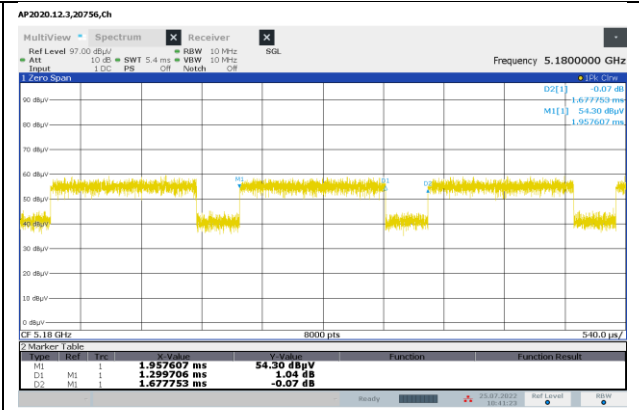 AP2020.12.3,20756,Ch
MultiView Spectrum X Receiver X
Ref Level 97.00 dBµV RBW 10 MHz SGL
Att 10 dB SWT 5.4 ms VBW 10 MHz Frequency 5.1800000 GHz
Input 1 DC PS Off Notch Off
1 Zero Span 1Pk Clrw
D2[1] -0.07 dB
1.677753 ms
M1[1] 54.30 dBµV
1.957607 ms
90 dBµV
80 dBµV
70 dBµV
60 dBµV
M1 D1 D2
50 dBµV
40 dBµV
30 dBµV
20 dBµV
10 dBµV
0 dBµV
CF 5.18 GHz 8000 pts 540.0 µs/
2 Marker Table
Type Ref Trc X-Value Y-Value Function Function Result
M1 1 1.957607 ms 54.30 dBµV
D1 M1 1 1.299706 ms 1.04 dB
D2 M1 1 1.677753 ms -0.07 dB
Ready 25.07.2022 Ref Level RBW
18:41:23